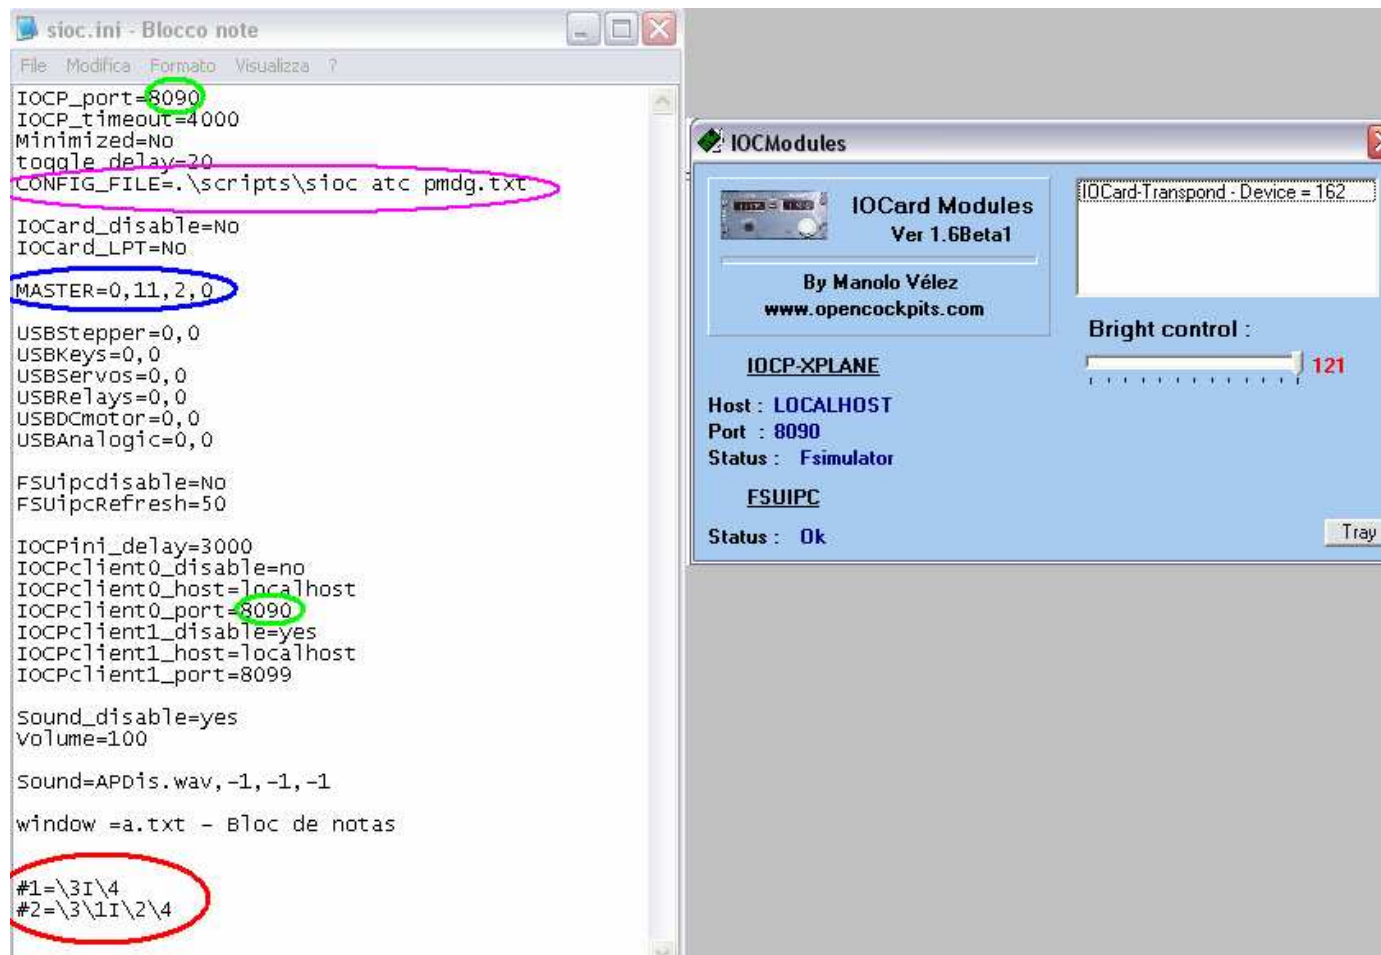 sioc.ini - Blocco note
File Modifica Formato Visualizza ?
IOCP_port=8090
IOCP_timeout=4000
Minimized=No
toggle_delay=20
CONFIG_FILE=.\scripts\sioc atc pmdg.txt
IOCard_disable=No
IOCard_LPT=No
MASTER=0,11,2,0
USBStepper=0,0
USBKeys=0,0
USBServos=0,0
USBRelays=0,0
USBDCmotor=0,0
USBAnalogic=0,0
FSUipcdisable=No
FSUipcRefresh=50
IOCPini_delay=3000
IOCPclient0_disable=no
IOCPclient0_host=localhost
IOCPclient0_port=8090
IOCPclient1_disable=yes
IOCPclient1_host=localhost
IOCPclient1_port=8099
Sound_disable=yes
Volume=100
Sound=APDis.wav,-1,-1,-1
window =a.txt - Bloc de notas
#1=\3I\4
#2=\3\1I\2\4
IOCModules
IOCard Modules
Ver 1.6Beta1
By Manolo Vélez
www.opencockpits.com
IOCard-Transpond - Device = 162
Bright control :
121
IOCP-XPLANE
Host : LOCALHOST
Port : 8090
Status : Fsimulator
FSUIPC
Status : Ok
Tray